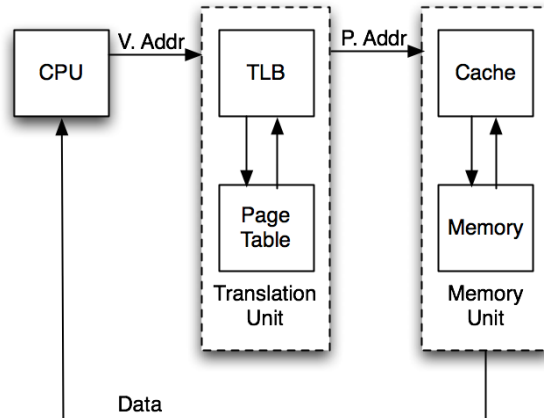 V. Addr
P. Addr
CPU
TLB
Cache
Page
Table
Memory
Translation
Unit
Memory
Unit
Data